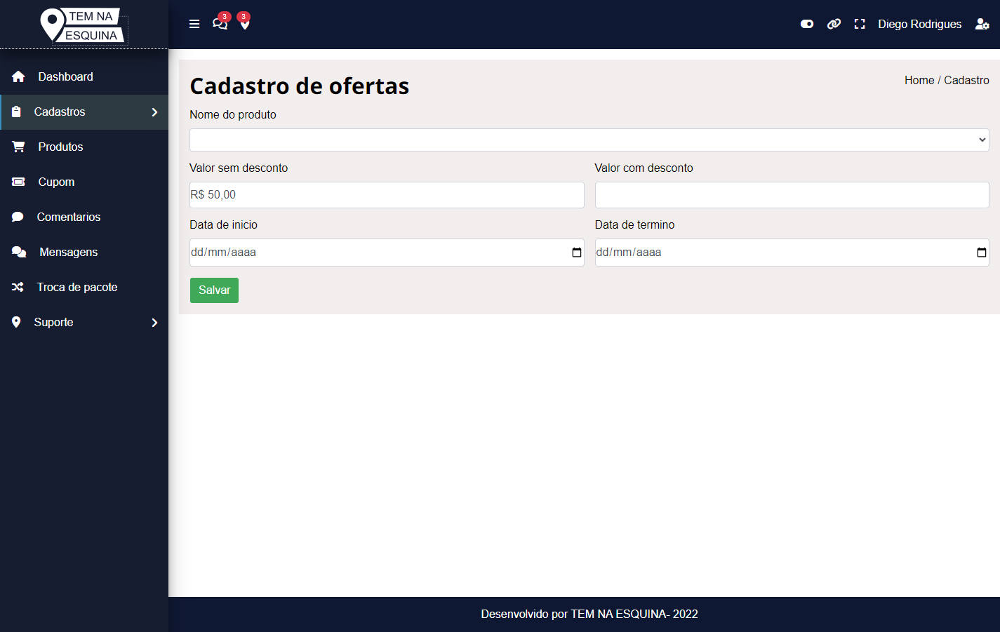 TEM NA
ESQUINA
3
3
Diego Rodrigues
Dashboard
Cadastros
Produtos
Cupom
Comentarios
Mensagens
Troca de pacote
Suporte
Cadastro de ofertas
Home / Cadastro
Nome do produto
Valor sem desconto
Valor com desconto
R$ 50,00
Data de inicio
Data de termino
dd/mm/aaaa
dd/mm/aaaa
Salvar
Desenvolvido por TEM NA ESQUINA- 2022